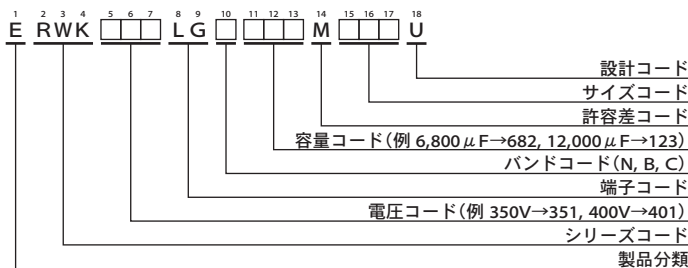 1 2 3 4 5 6 7 8 9 10 11 12 13 14 15 16 17 18
E RWK □□□ LG □ □□□ M □□□ U
設計コード
サイズコード
許容差コード
容量コード(例 6,800μF→682, 12,000μF→123)
バンドコード(N, B, C)
端子コード
電圧コード(例 350V→351, 400V→401)
シリーズコード
製品分類